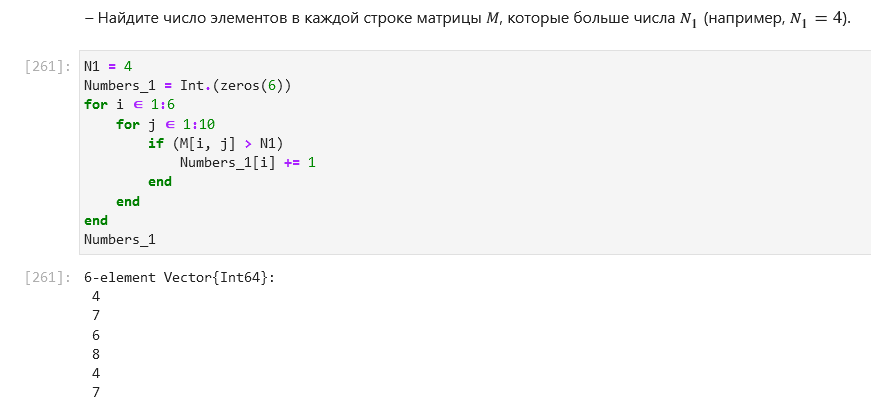 – Найдите число элементов в каждой строке матрицы M, которые больше числа N₁ (например, N₁ = 4).
[261]: N1 = 4
Numbers_1 = Int.(zeros(6))
for i ∈ 1:6
    for j ∈ 1:10
        if (M[i, j] > N1)
            Numbers_1[i] += 1
        end
    end
end
Numbers_1
[261]: 6-element Vector{Int64}:
4
7
6
8
4
7